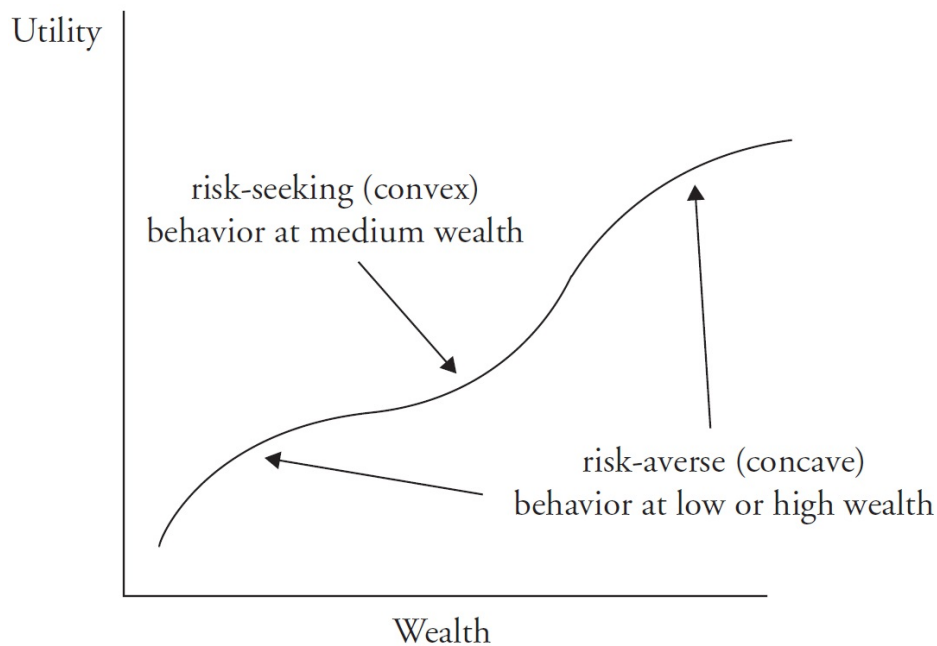 Utility
risk-seeking (convex)
behavior at medium wealth
risk-averse (concave)
behavior at low or high wealth
Wealth